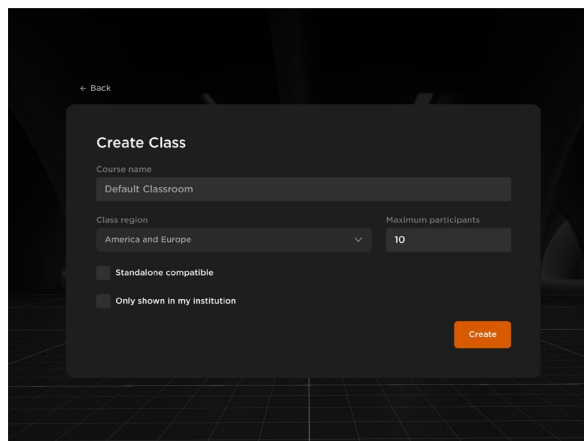 ← Back
Create Class
Course name
Default Classroom
Class region
Maximum participants
America and Europe
10
Standalone compatible
Only shown in my institution
Create